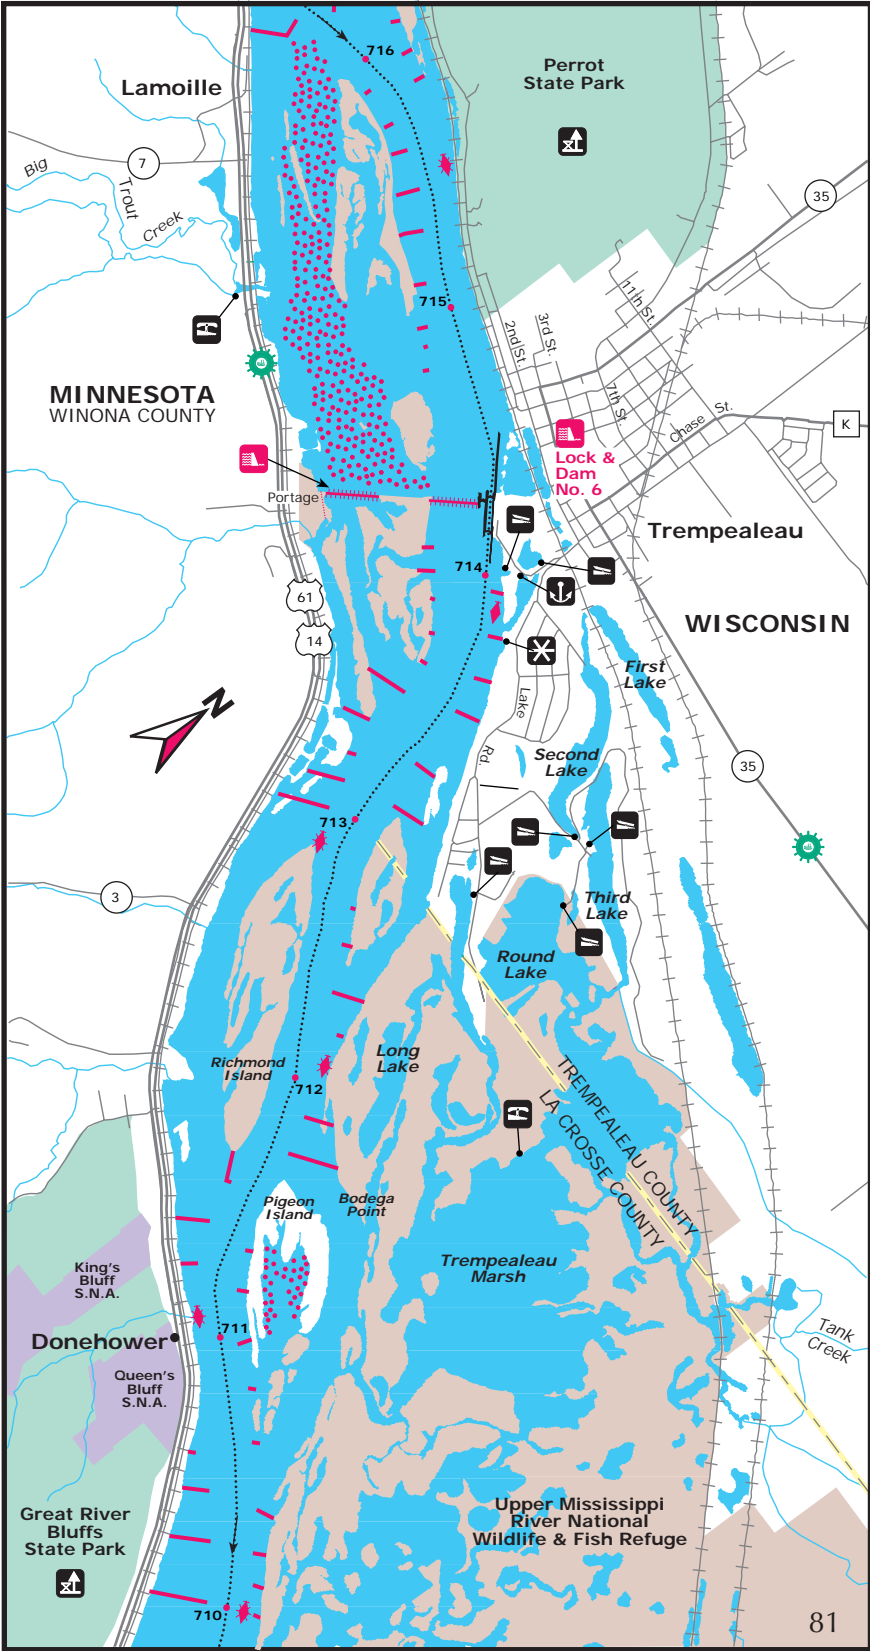 716
Lamoille
Perrot
State Park
7
Big
Trout
Creek
35
715
11th St.
3rd St.
2nd St.
7th St.
Chase St.
K
MINNESOTA
WINONA COUNTY
Lock &
Dam
No. 6
Portage
Trempealeau
714
61
14
WISCONSIN
First
Lake
N
Lake
Rd.
Second
Lake
35
713
3
Third
Lake
Round
Lake
Long
Lake
Richmond
Island
712
TREMPEALEAU COUNTY
LA CROSSE COUNTY
Pigeon
Island
Bodega
Point
Trempealeau
Marsh
King's
Bluff
S.N.A.
711
Donehower
Tank
Creek
Queen's
Bluff
S.N.A.
Great River
Bluffs
State Park
Upper Mississippi
River National
Wildlife & Fish Refuge
710
81